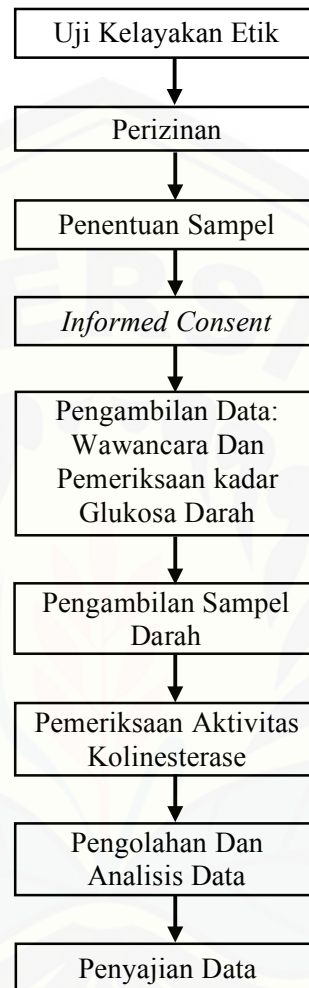 Uji Kelayakan Etik
Perizinan
Penentuan Sampel
Informed Consent
Pengambilan Data:
Wawancara Dan
Pemeriksaan kadar
Glukosa Darah
Pengambilan Sampel
Darah
Pemeriksaan Aktivitas
Kolinesterase
Pengolahan Dan
Analisis Data
Penyajian Data